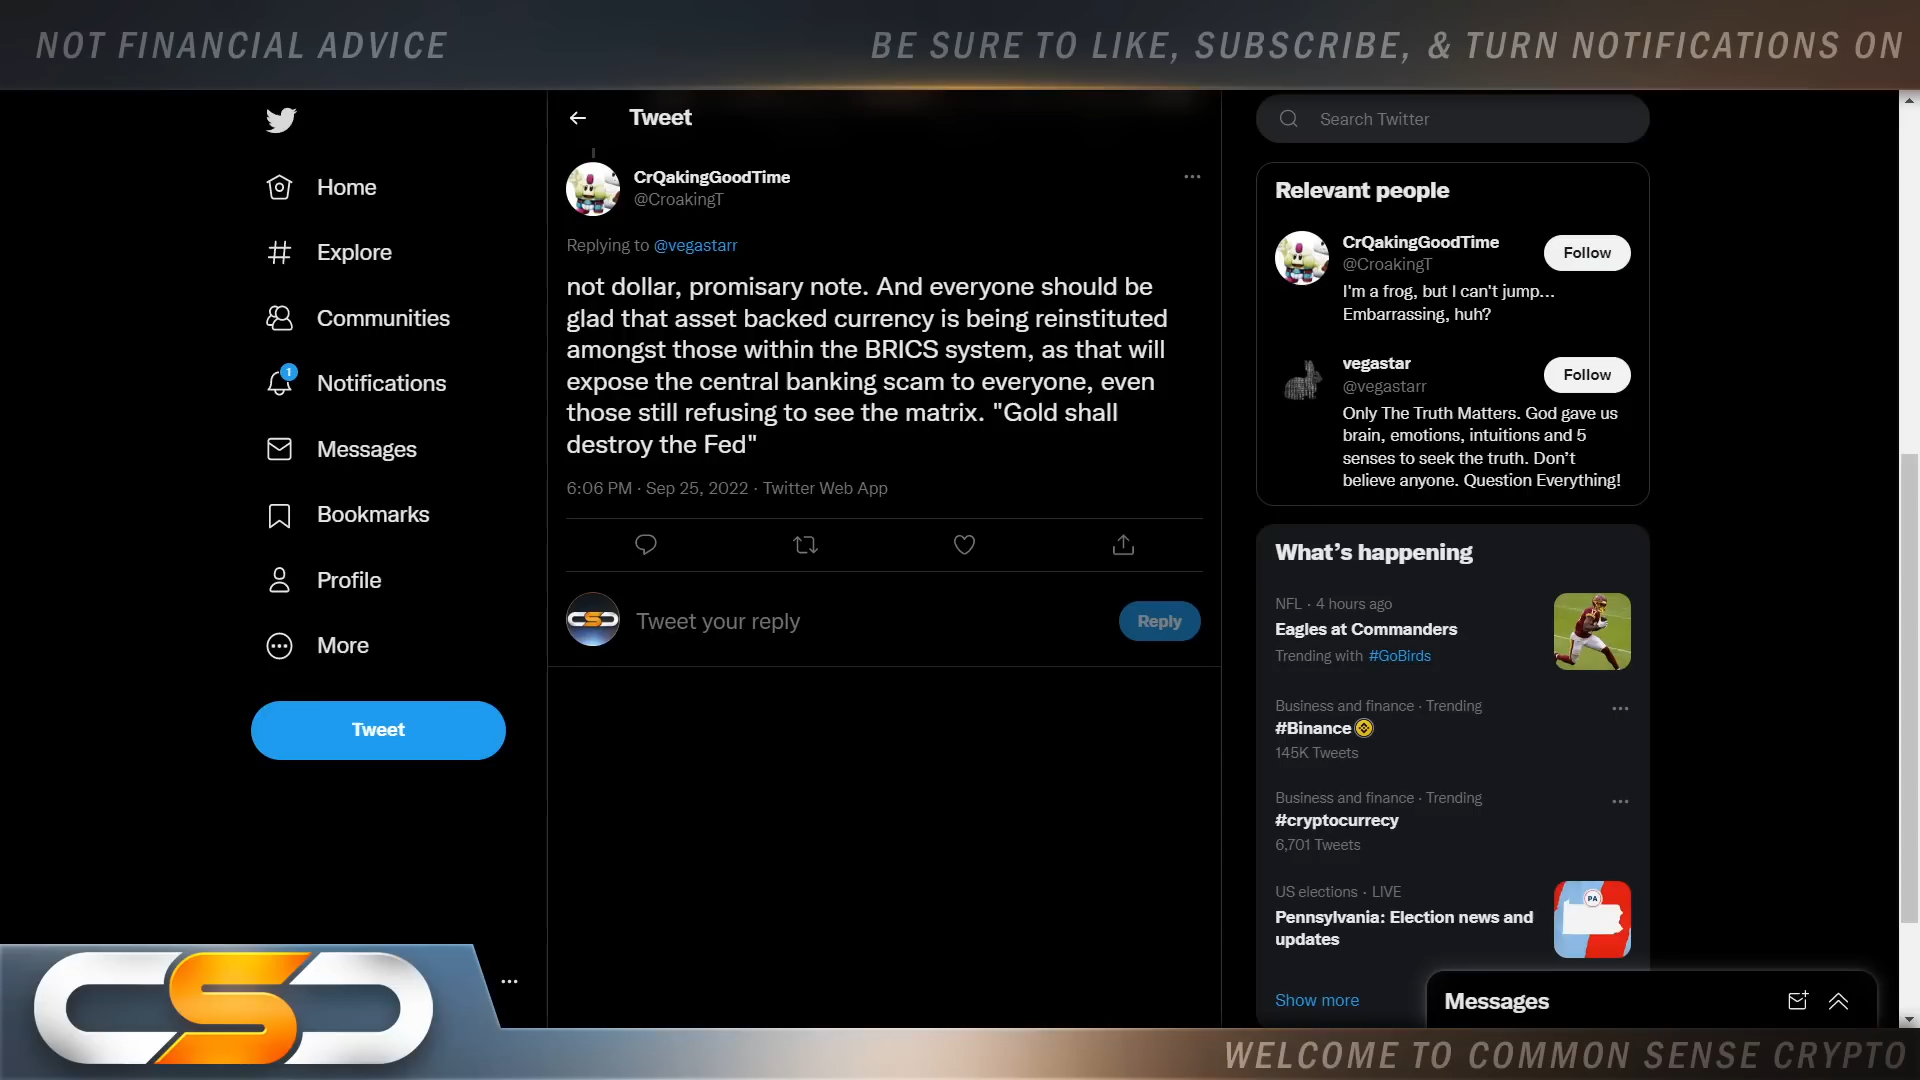 NOT FINANCIAL ADVICE
BE SURE TO LIKE, SUBSCRIBE, & TURN NOTIFICATIONS ON
Home
Explore
Communities
1
Notifications
Messages
Bookmarks
Profile
More
Tweet
Tweet
CrQakingGoodTime
@CroakingT
Replying to @vegastarr
not dollar, promisary note. And everyone should be
glad that asset backed currency is being reinstituted
amongst those within the BRICS system, as that will
expose the central banking scam to everyone, even
those still refusing to see the matrix. "Gold shall
destroy the Fed"
6:06 PM · Sep 25, 2022 · Twitter Web App
CSC
Tweet your reply
Reply
Search Twitter
Relevant people
CrQakingGoodTime
@CroakingT
Follow
I'm a frog, but I can't jump...
Embarrassing, huh?
vegastar
@vegastarr
Follow
Only The Truth Matters. God gave us
brain, emotions, intuitions and 5
senses to seek the truth. Don’t
believe anyone. Question Everything!
What’s happening
NFL · 4 hours ago
Eagles at Commanders
Trending with #GoBirds
Business and finance · Trending
#Binance
145K Tweets
Business and finance · Trending
#cryptocurrecy
6,701 Tweets
US elections · LIVE
Pennsylvania: Election news and
updates
PA
Show more
Messages
CSC
WELCOME TO COMMON SENSE CRYPTO